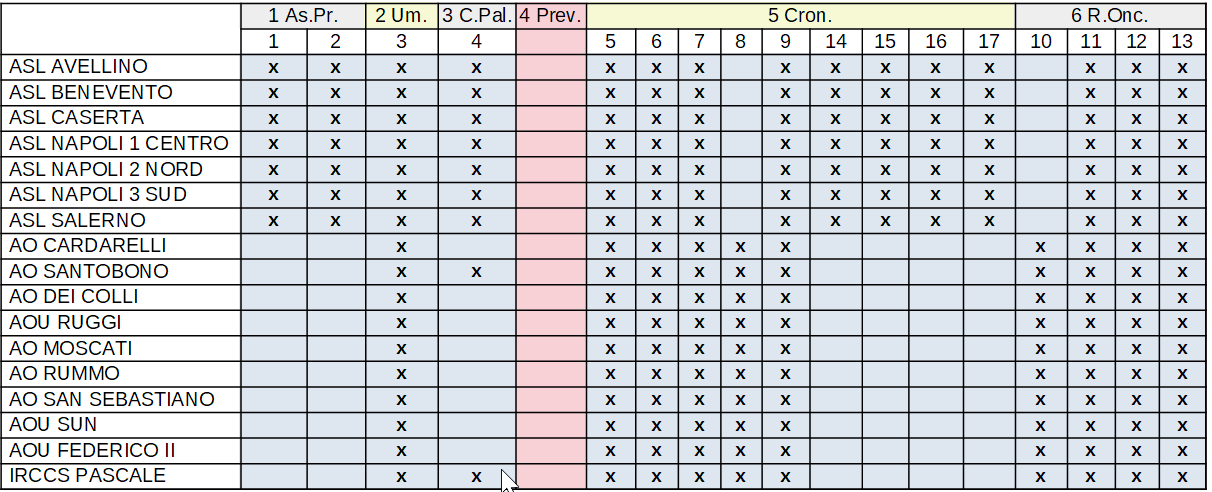 1 As.Pr. 2 Um. 3 C.Pal. 4 Prev. 5 Cron. 6 R.Onc.
1 2 3 4 5 6 7 8 9 14 15 16 17 10 11 12 13
ASL AVELLINO x x x x x x x x x x x x x x x
ASL BENEVENTO x x x x x x x x x x x x x x x
ASL CASERTA x x x x x x x x x x x x x x x
ASL NAPOLI 1 CENTRO x x x x x x x x x x x x x x x
ASL NAPOLI 2 NORD x x x x x x x x x x x x x x x
ASL NAPOLI 3 SUD x x x x x x x x x x x x x x x
ASL SALERNO x x x x x x x x x x x x x x x
AO CARDARELLI x x x x x x x x x x
AO SANTOBONO x x x x x x x x x x x
AO DEI COLLI x x x x x x x x x x
AOU RUGGI x x x x x x x x x x
AO MOSCATI x x x x x x x x x x
AO RUMMO x x x x x x x x x x
AO SAN SEBASTIANO x x x x x x x x x x
AOU SUN x x x x x x x x x x
AOU FEDERICO II x x x x x x x x x x
IRCCS PASCALE x x x x x x x x x x x